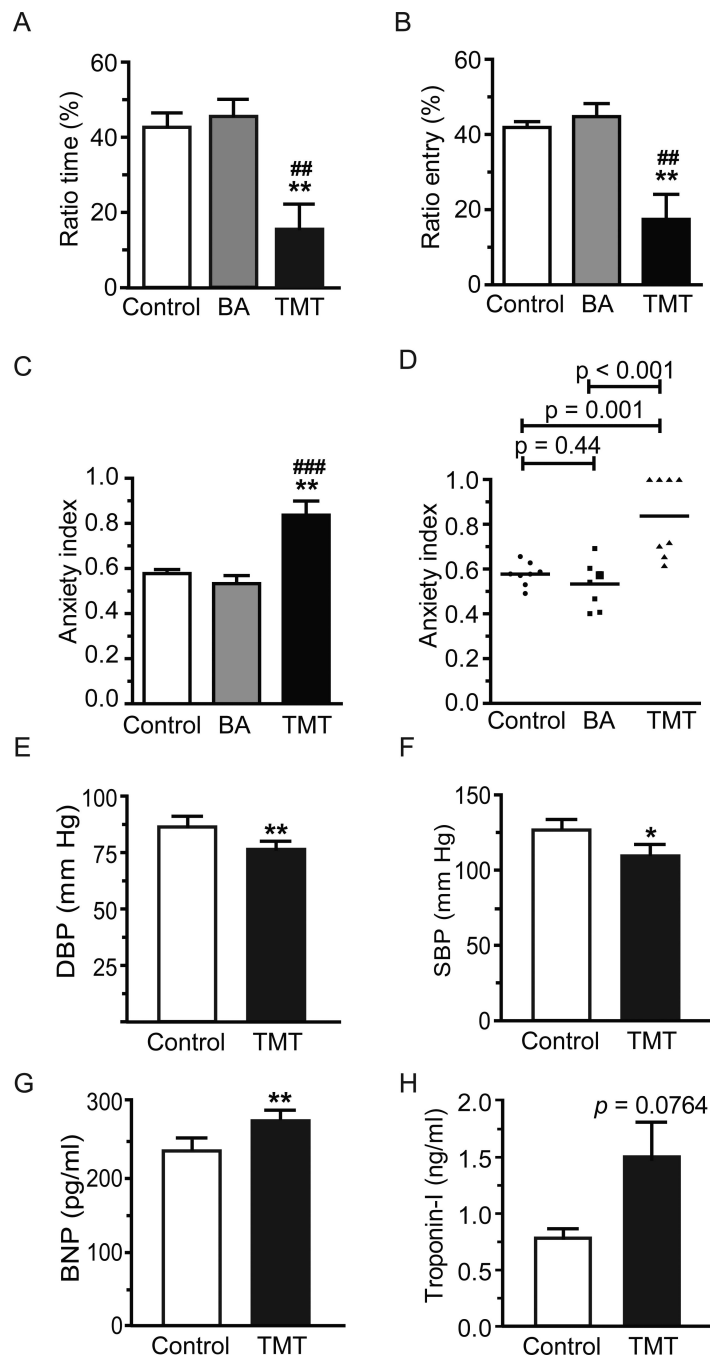 A
Ratio time (%)
60
40
20
0
##
**
Control BA TMT
B
Ratio entry (%)
60
40
20
0
##
**
Control BA TMT
C
Anxiety index
1.0
0.8
0.6
0.4
0.2
0.0
###
**
Control BA TMT
D
p < 0.001
p = 0.001
p = 0.44
Anxiety index
1.0
0.8
0.6
0.4
0.2
0.0
Control BA TMT
E
DBP (mm Hg)
100
75
50
25
**
Control TMT
F
SBP (mm Hg)
150
100
50
0
*
Control TMT
G
BNP (pg/ml)
300
200
100
0
**
Control TMT
H
Troponin-I (ng/ml)
2.0
1.5
1.0
0.5
0.0
p = 0.0764
Control TMT